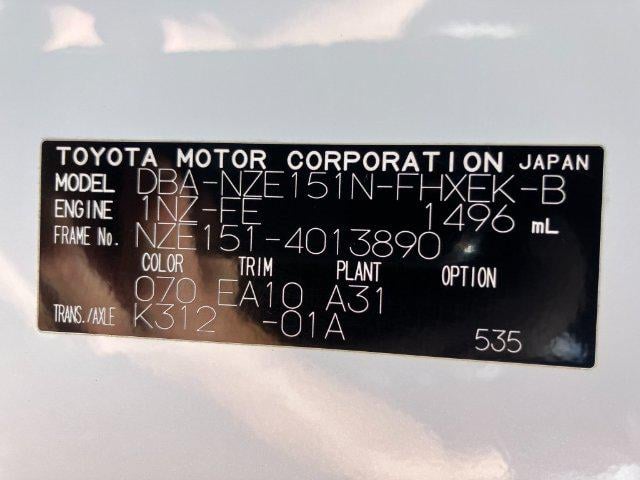 TOYOTA MOTOR CORPORATION JAPAN
MODEL DBA-NZE151N-FHXEK-B
ENGINE 1NZ-FE 1496 mL
FRAME No. NZE151-4013890
COLOR TRIM PLANT OPTION
070 EA10 A31
TRANS./AXLE K312 -01A
535